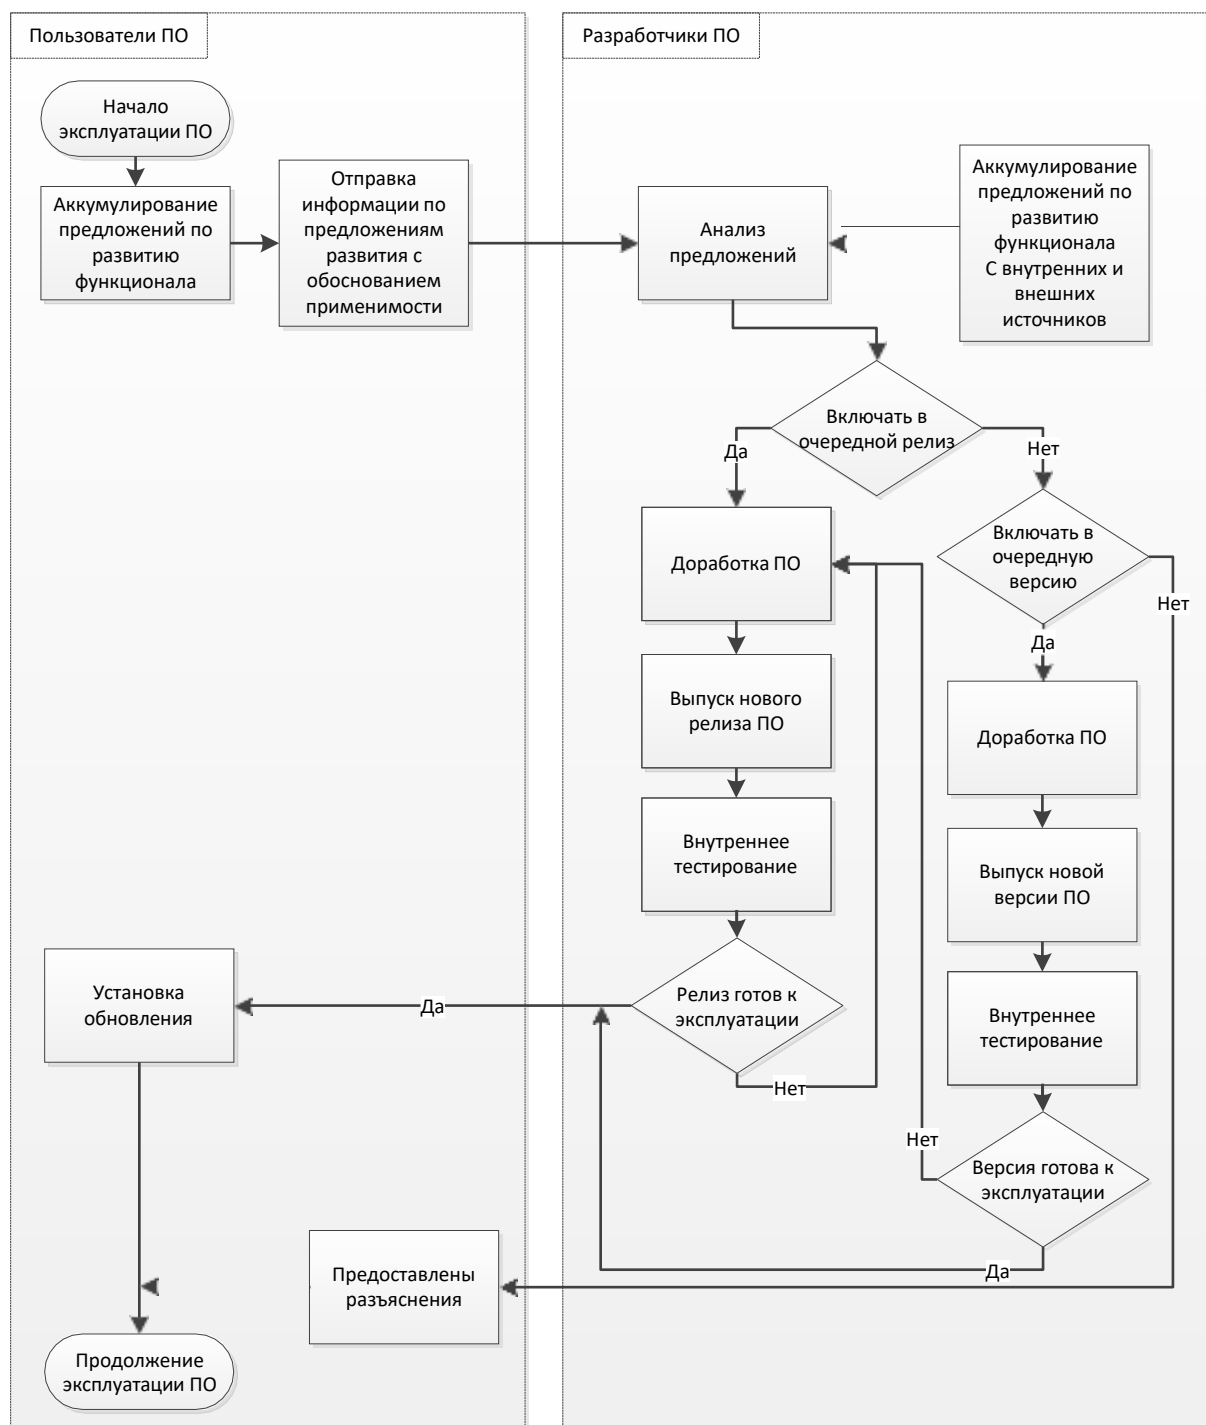 Пользователи ПО
Разработчики ПО
Начало
эксплуатации ПО
Аккумулирование
предложений по
развитию
функционала
Отправка
информации по
предложениям
развития с
обоснованием
применимости
Анализ
предложений
Аккумулирование
предложений по
развитию
функционала
С внутренних и
внешних
источников
Включать в
очередной релиз
Да
Нет
Включать в
очередную
версию
Нет
Да
Доработка ПО
Выпуск нового
релиза ПО
Доработка ПО
Внутреннее
тестирование
Выпуск новой
версии ПО
Релиз готов к
эксплуатации
Да
Нет
Установка
обновления
Внутреннее
тестирование
Нет
Версия готова к
эксплуатации
Да
Предоставлены
разъяснения
Продолжение
эксплуатации ПО